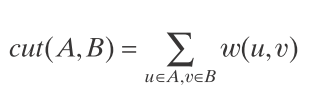 cut(A,B) = ∑ w(u,v)
u∈A,v∈B